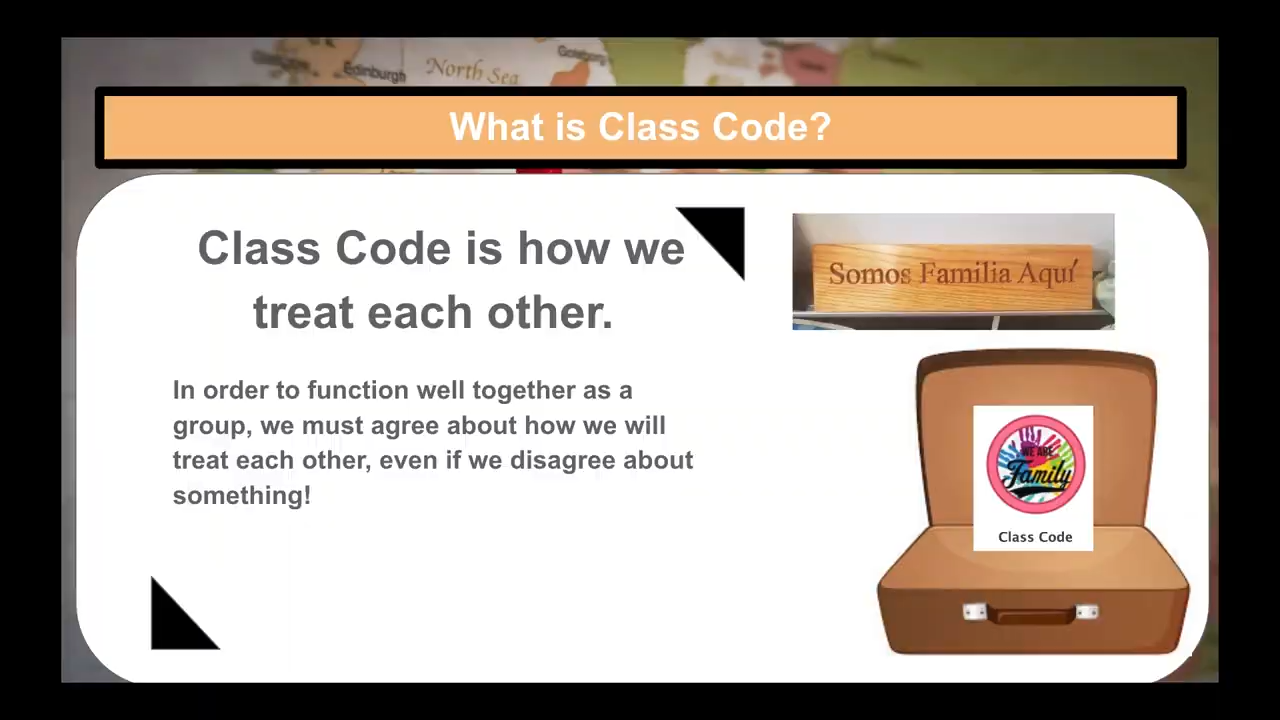 Edinburgh
North Sea
What is Class Code?
Class Code is how we
treat each other.
Somos Familia Aquí
In order to function well together as a
group, we must agree about how we will
treat each other, even if we disagree about
something!
WE ARE
Family
Class Code